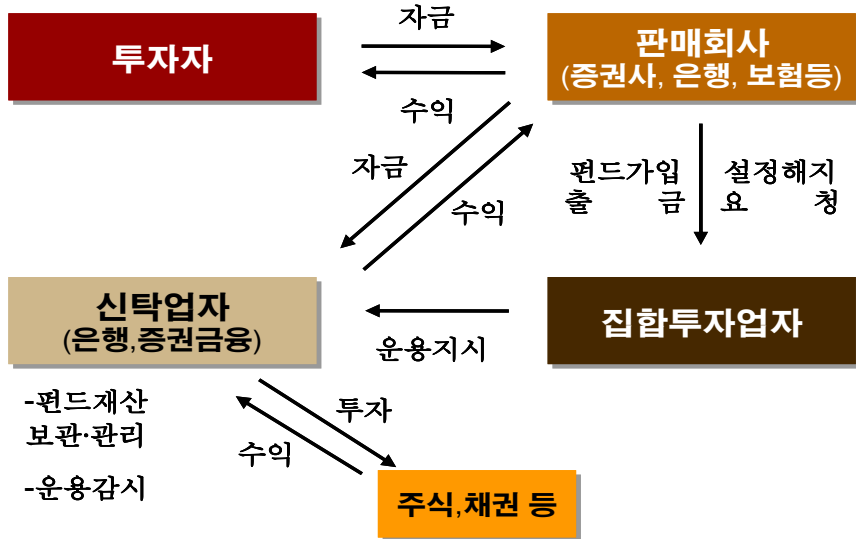 자금
투자자
판매회사
(증권사, 은행, 보험등)
수익
자금
수익
펀드가입
출 금
설정해지
요 청
신탁업자
(은행,증권금융)
집합투자업자
운용지시
-펀드재산
보관·관리
-운용감시
투자
수익
주식,채권 등